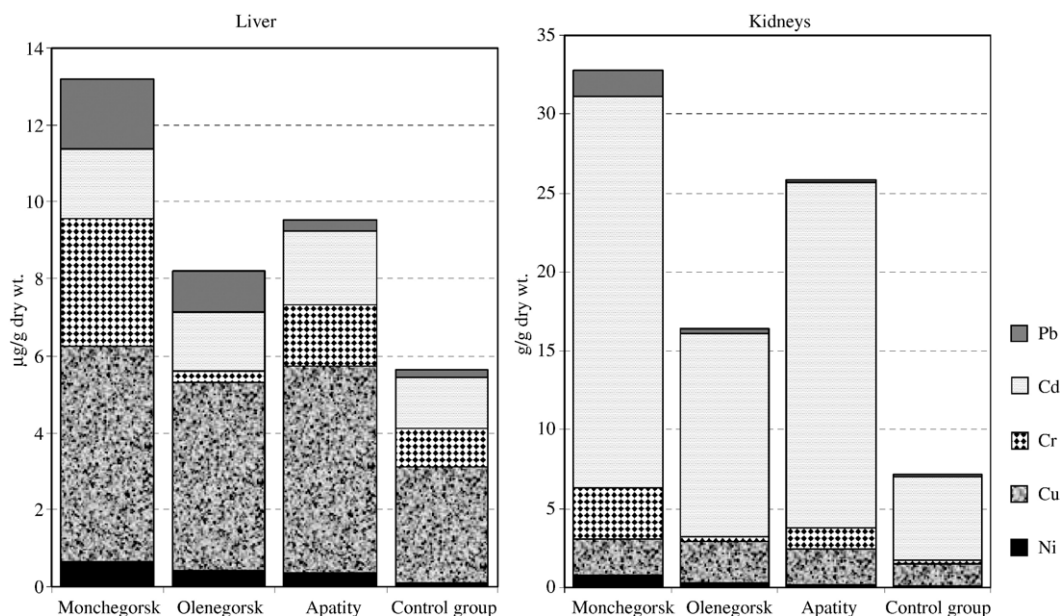 Liver
14
12
10
8
6
4
2
0
µg/g dry wt.
Monchegorsk Olenegorsk Apatity Control group
Kidneys
35
30
25
20
15
10
5
0
g/g dry wt.
Monchegorsk Olenegorsk Apatity Control group
Pb
Cd
Cr
Cu
Ni